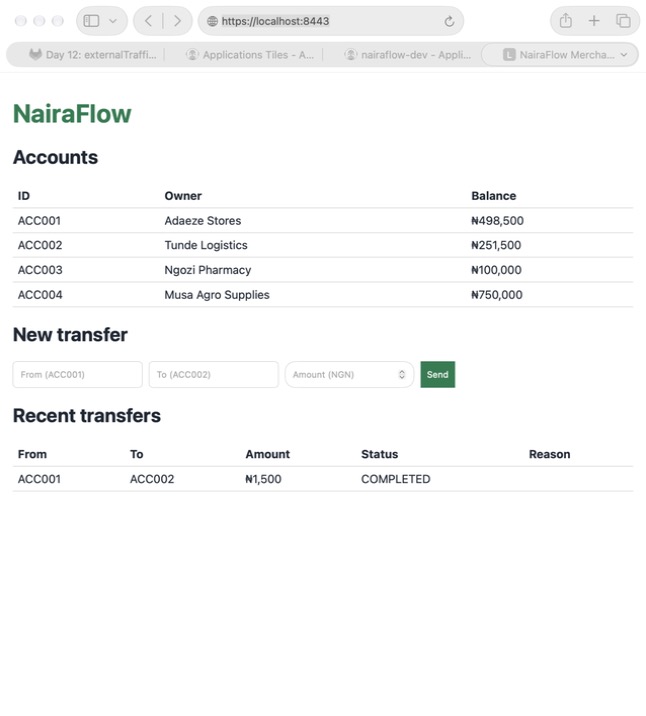 https://localhost:8443
Day 12: externalTraffi...
Applications Tiles - A...
nairaflow-dev - Appli...
L NairaFlow Mercha...
NairaFlow
Accounts
ID Owner Balance
ACC001 Adaeze Stores ₦498,500
ACC002 Tunde Logistics ₦251,500
ACC003 Ngozi Pharmacy ₦100,000
ACC004 Musa Agro Supplies ₦750,000
New transfer
From (ACC001) To (ACC002) Amount (NGN) Send
Recent transfers
From To Amount Status Reason
ACC001 ACC002 ₦1,500 COMPLETED